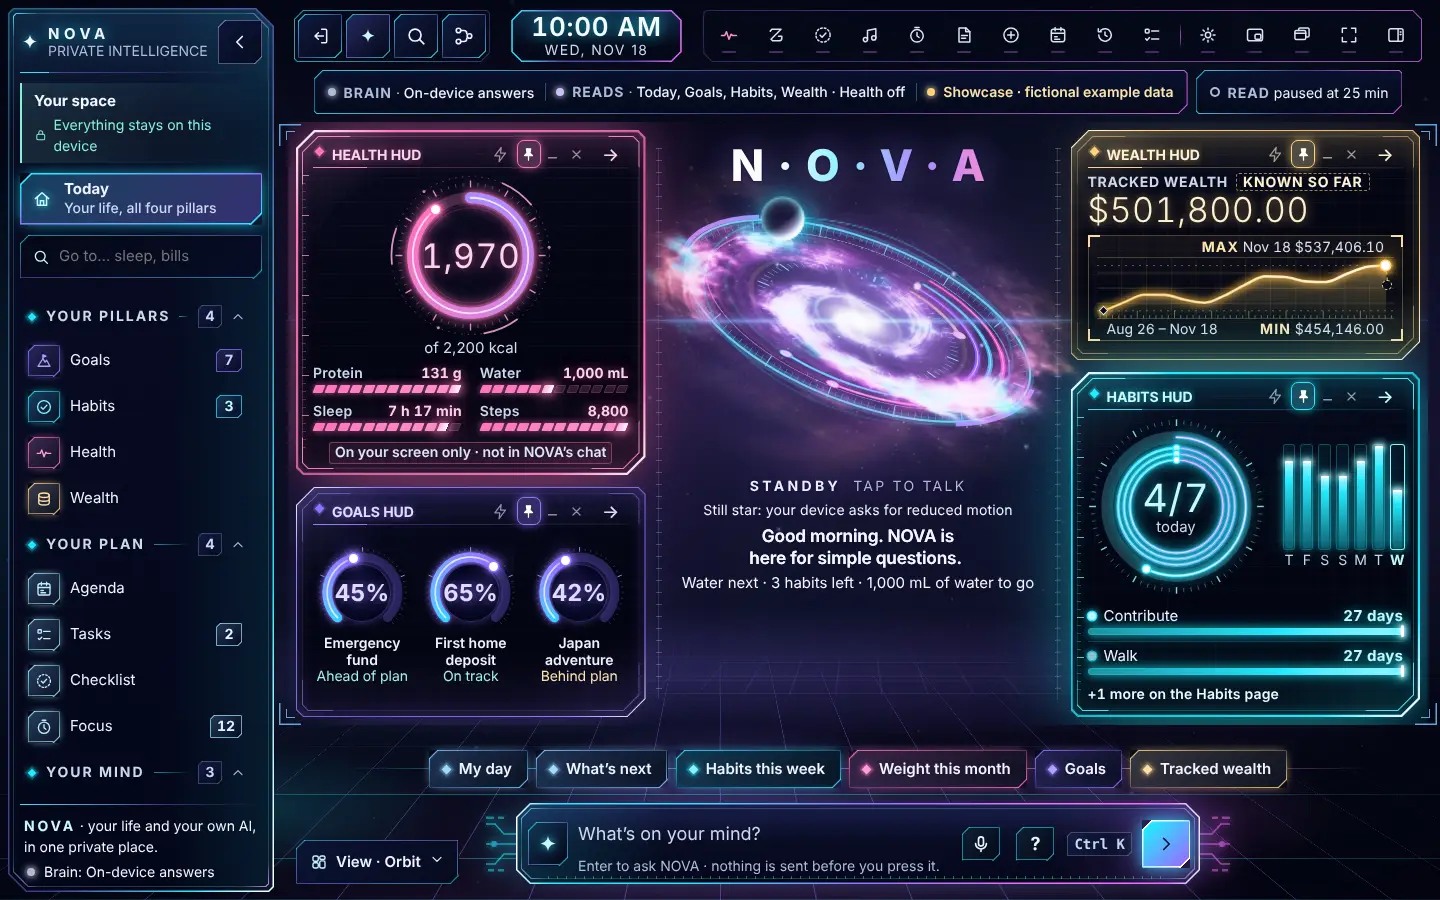 NOVA
PRIVATE INTELLIGENCE
Your space
Everything stays on this
device
Today
Your life, all four pillars
Go to... sleep, bills
YOUR PILLARS 4
Goals 7
Habits 3
Health
Wealth
YOUR PLAN 4
Agenda
Tasks 2
Checklist
Focus 12
YOUR MIND 3
NOVA · your life and your own AI,
in one private place.
Brain: On-device answers
10:00 AM
WED, NOV 18
BRAIN · On-device answers
READS · Today, Goals, Habits, Wealth · Health off
Showcase · fictional example data
READ paused at 25 min
HEALTH HUD
1,970
of 2,200 kcal
Protein 131 g
Water 1,000 mL
Sleep 7 h 17 min
Steps 8,800
On your screen only · not in NOVA's chat
GOALS HUD
45%
65%
42%
Emergency
fund
Ahead of plan
First home
deposit
On track
Japan
adventure
Behind plan
N·O·V·A
STANDBY TAP TO TALK
Still star: your device asks for reduced motion
Good morning. NOVA is
here for simple questions.
Water next · 3 habits left · 1,000 mL of water to go
WEALTH HUD
TRACKED WEALTH KNOWN SO FAR
$501,800.00
MAX Nov 18 $537,406.10
Aug 26 – Nov 18 MIN $454,146.00
HABITS HUD
4/7
today
T F S S M T W
Contribute 27 days
Walk 27 days
+1 more on the Habits page
My day
What's next
Habits this week
Weight this month
Goals
Tracked wealth
View · Orbit
What's on your mind?
Enter to ask NOVA · nothing is sent before you press it.
?
Ctrl K